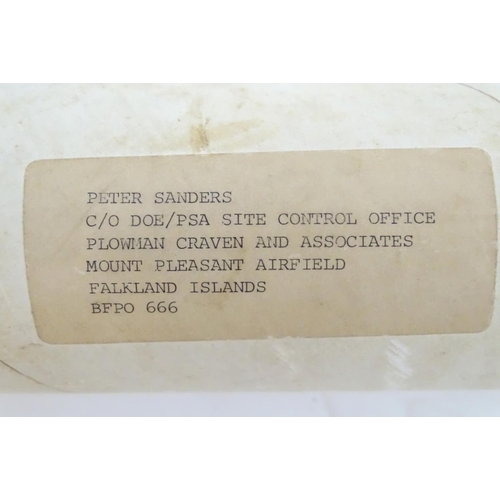 PETER SANDERS
C/O DOE/PSA SITE CONTROL OFFICE
PLOWMAN CRAVEN AND ASSOCIATES
MOUNT PLEASANT AIRFIELD
FALKLAND ISLANDS
BFPO 666